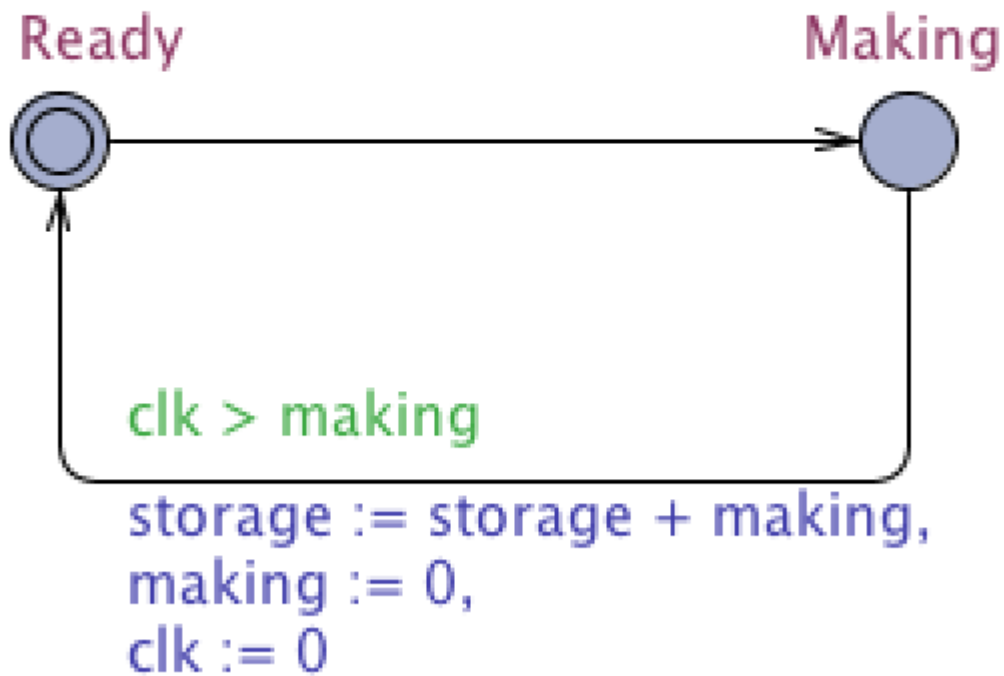 Ready
Making
clk > making
storage := storage + making,
making := 0,
clk := 0